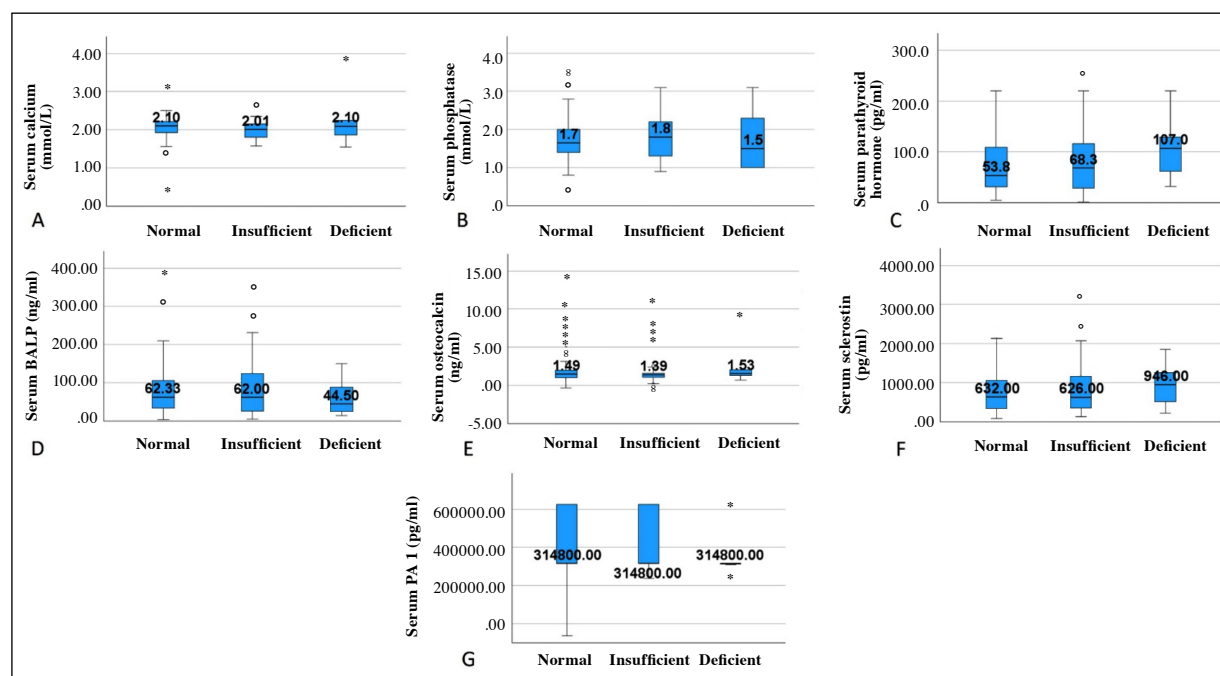 Serum calcium
(mmol/L)
4.00
3.00
2.00
1.00
.00
2.10
2.01
2.10
A
Normal
Insufficient
Deficient
Serum phosphatase
(mmol/L)
4.0
3.0
2.0
1.0
.0
1.7
1.8
1.5
B
Normal
Insufficient
Deficient
Serum parathyroid
hormone (pg/ml)
300.0
200.0
100.0
.0
53.8
68.3
107.0
C
Normal
Insufficient
Deficient
Serum BALP (ng/ml)
400.00
300.00
200.00
100.00
.00
62.33
62.00
44.50
D
Normal
Insufficient
Deficient
Serum osteocalcin
(ng/ml)
15.00
10.00
5.00
.00
-5.00
1.49
1.39
1.53
E
Normal
Insufficient
Deficient
Serum sclerostin
(pg/ml)
4000.00
3000.00
2000.00
1000.00
.00
632.00
626.00
946.00
F
Normal
Insufficient
Deficient
Serum PA 1 (pg/ml)
600000.00
400000.00
200000.00
.00
314800.00
314800.00
314800.00
G
Normal
Insufficient
Deficient